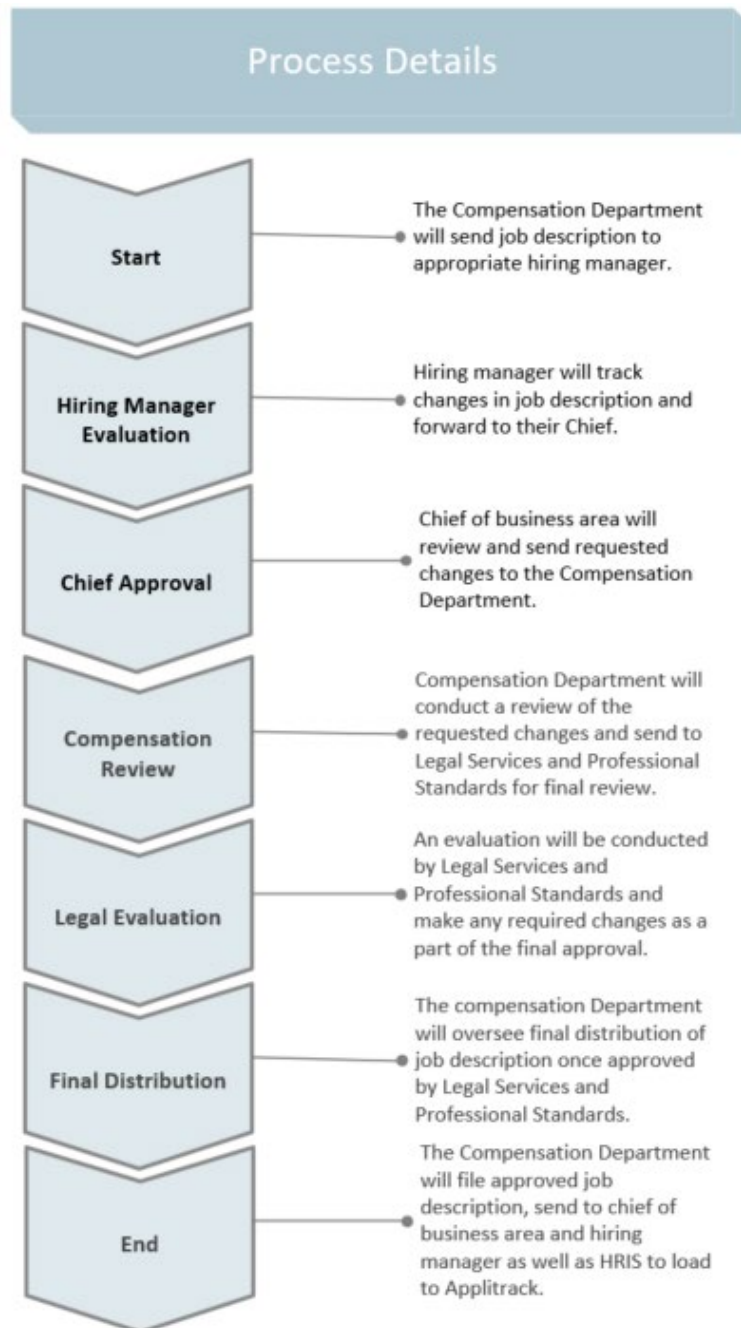 Process Details
Start
The Compensation Department
will send job description to
appropriate hiring manager.
Hiring Manager
Evaluation
Hiring manager will track
changes in job description and
forward to their Chief.
Chief Approval
Chief of business area will
review and send requested
changes to the Compensation
Department.
Compensation
Review
Compensation Department will
conduct a review of the
requested changes and send to
Legal Services and Professional
Standards for final review.
Legal Evaluation
An evaluation will be conducted
by Legal Services and
Professional Standards and
make any required changes as a
part of the final approval.
Final Distribution
The compensation Department
will oversee final distribution of
job description once approved
by Legal Services and
Professional Standards.
End
The Compensation Department
will file approved job
description, send to chief of
business area and hiring
manager as well as HRIS to load
to Applitrack.